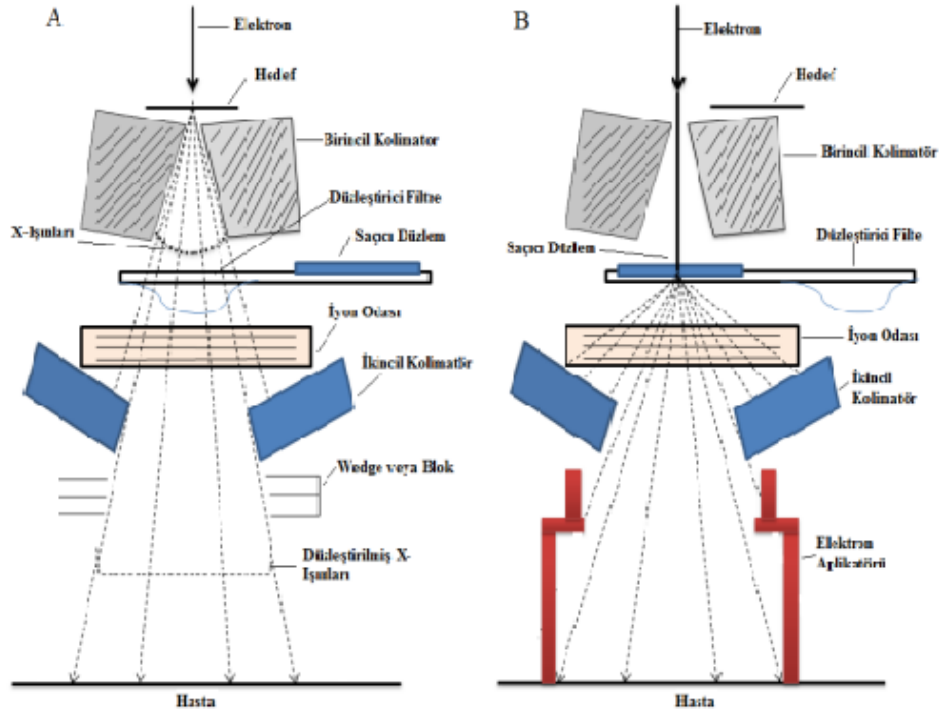 A
Elektron
Hedef
Birincil Kolimator
Düzleştirici Filtre
X-Işınları
Saçıcı Düzlem
İyon Odası
İkincil Kolimatör
Wedge veya Blok
Düzleştirilmiş X-
Işınları
Hasta
B
Elektron
Hedef
Birincil Kolimatör
Saçıcı Düzlem
Düzleştirici Filte
İyon Odası
İkincil
Kolimatör
Elektron
Aplikatörü
Hasta